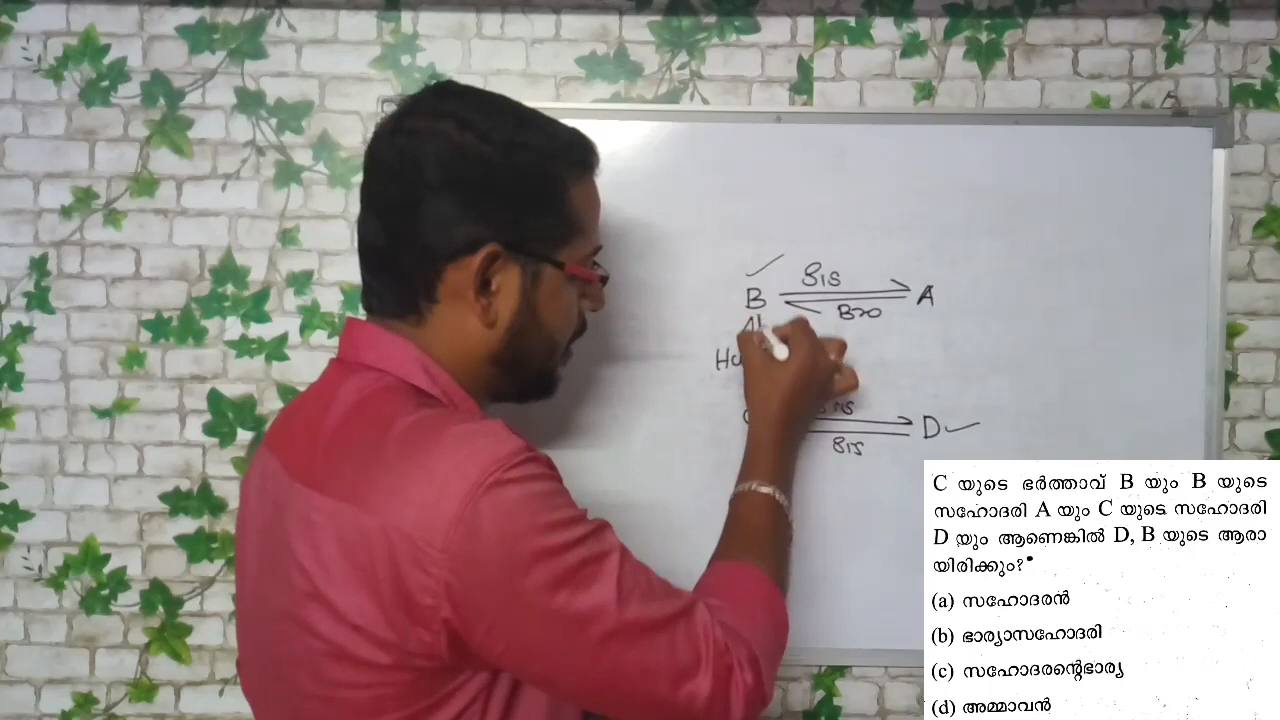 Sis
B A
Bro
D
Sis
C യുടെ ഭർത്താവ് B യും B യുടെ
സഹോദരി A യും C യുടെ സഹോദരി
D യും ആണെങ്കിൽ D, B യുടെ ആരാ
യിരിക്കും?
(a) സഹോദരൻ
(b) ഭാര്യാസഹോദരി
(c) സഹോദരന്റെഭാര്യ
(d) അമ്മാവൻ